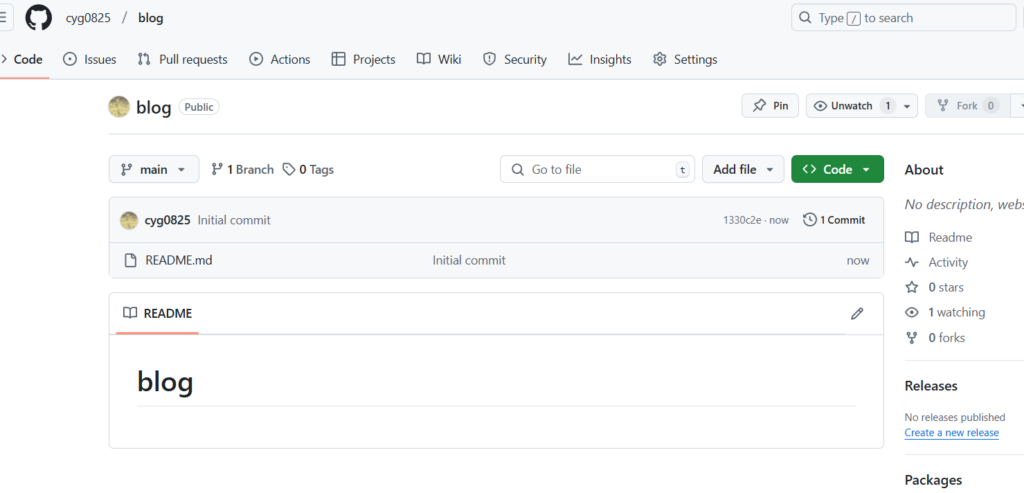 cyg0825 / blog
Type / to search
Code Issues Pull requests Actions Projects Wiki Security Insights Settings
blog Public
Pin Unwatch 1 Fork 0
main 1 Branch 0 Tags Go to file t Add file Code
cyg0825 Initial commit 1330c2e · now 1 Commit
README.md Initial commit now
README
blog
About
No description, webs
Readme
Activity
0 stars
1 watching
0 forks
Releases
No releases published
Create a new release
Packages